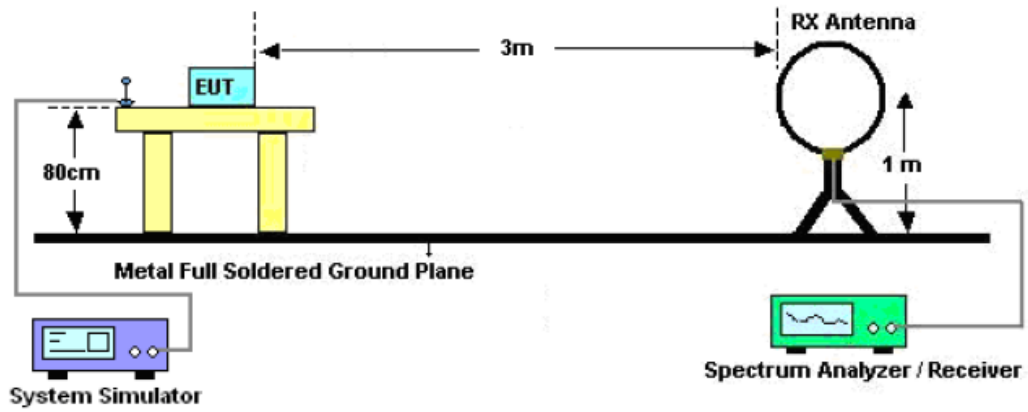 RX Antenna
3m
EUT
80cm
1 m
Metal Full Soldered Ground Plane
System Simulator
Spectrum Analyzer / Receiver